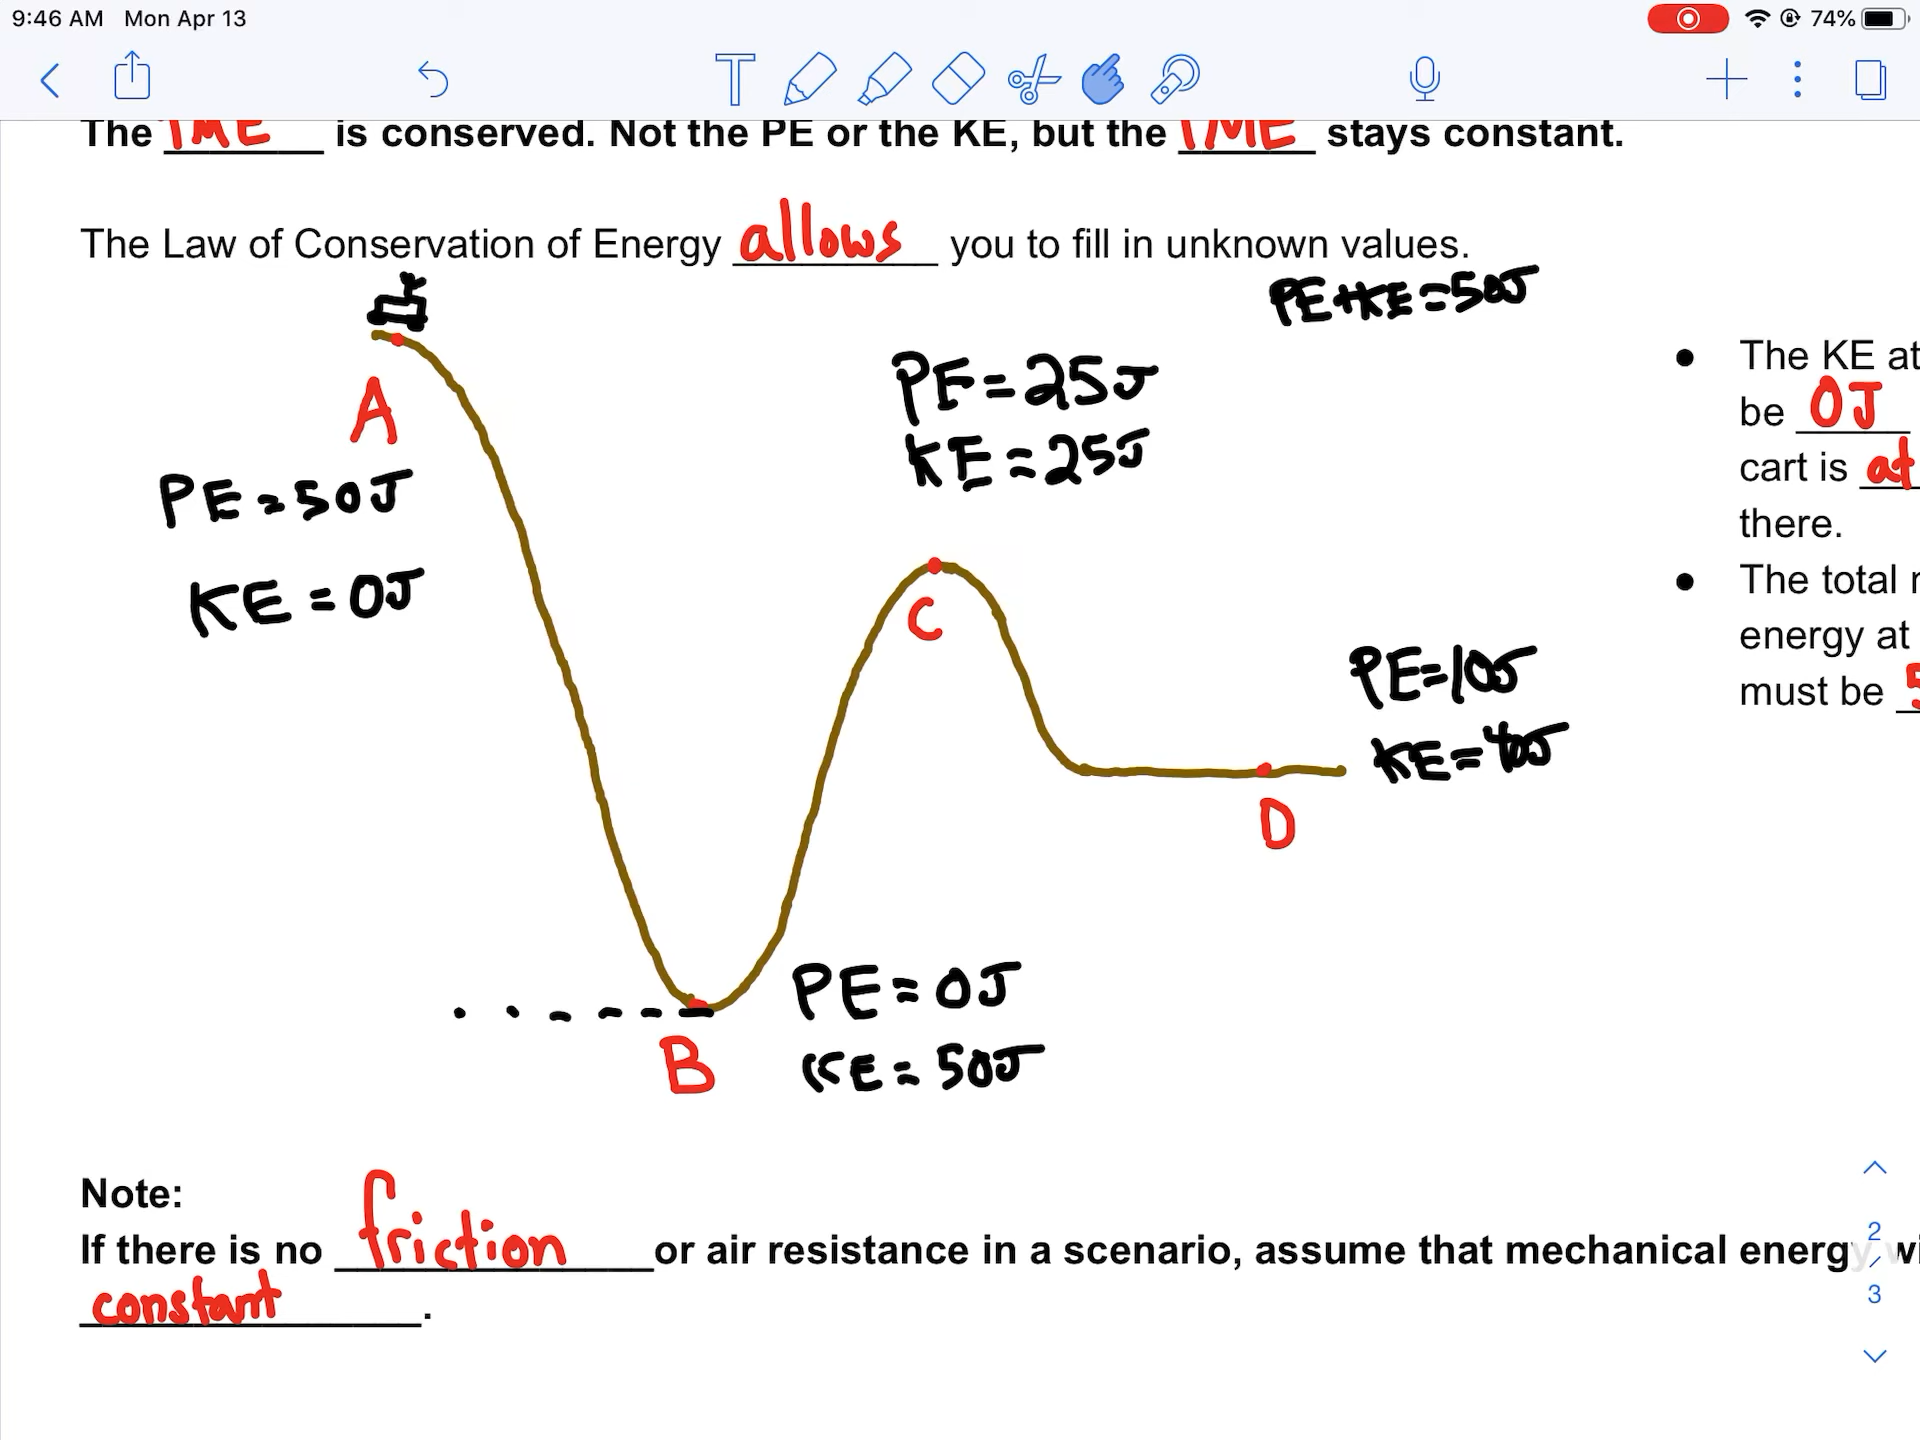 9:46 AM Mon Apr 13
74%
The TME is conserved. Not the PE or the KE, but the TME stays constant.
The Law of Conservation of Energy allows you to fill in unknown values.
PE+KE=50J
A
PE=50J
KE=0J
PE=25J
KE=25J
C
PE=10J
KE=40J
D
B
PE=0J
KE=50J
• The KE at
be 0J
cart is at
there.
• The total
energy at
must be
Note:
If there is no friction or air resistance in a scenario, assume that mechanical energy
constant.
2
/
3